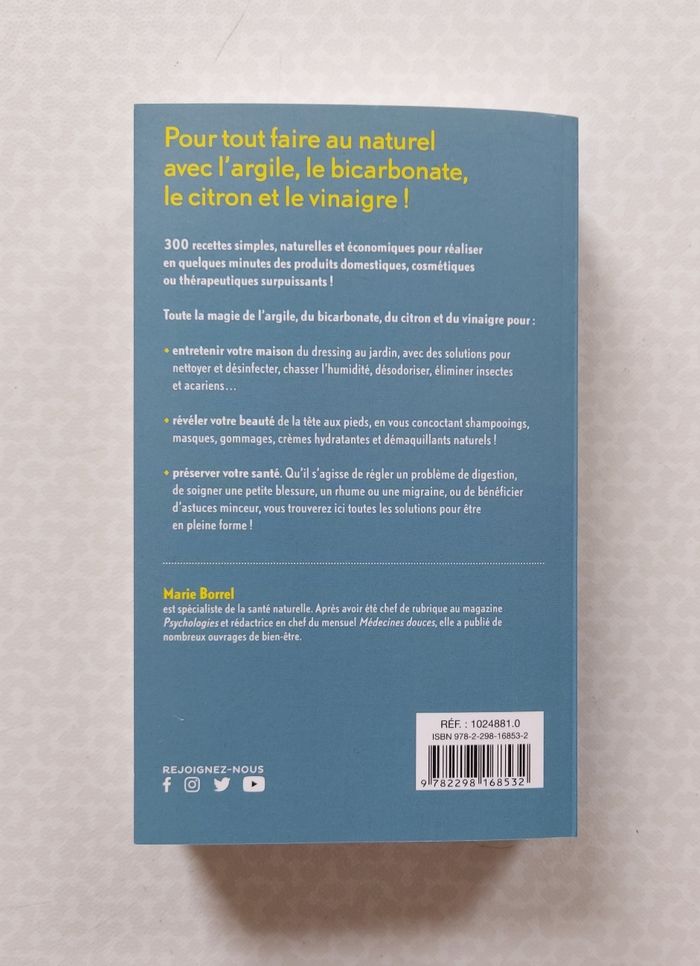 Pour tout faire au naturel
avec l'argile, le bicarbonate,
le citron et le vinaigre !
300 recettes simples, naturelles et économiques pour réaliser
en quelques minutes des produits domestiques, cosmétiques
ou thérapeutiques surpuissants !
Toute la magie de l'argile, du bicarbonate, du citron et du vinaigre pour :
• entretenir votre maison du dressing au jardin, avec des solutions pour
nettoyer et désinfecter, chasser l'humidité, désodoriser, éliminer insectes
et acariens...
• révéler votre beauté de la tête aux pieds, en vous concoctant shampooings,
masques, gommages, crèmes hydratantes et démaquillants naturels !
• préserver votre santé. Qu'il s'agisse de régler un problème de digestion,
de soigner une petite blessure, un rhume ou une migraine, ou de bénéficier
d'astuces minceur, vous trouverez ici toutes les solutions pour être
en pleine forme !
Marie Borrel
est spécialiste de la santé naturelle. Après avoir été chef de rubrique au magazine
Psychologies et rédactrice en chef du mensuel Médecines douces, elle a publié de
nombreux ouvrages de bien-être.
RÉF. : 1024881.0
ISBN 978-2-298-16853-2
9 782298 168532
REJOIGNEZ-NOUS